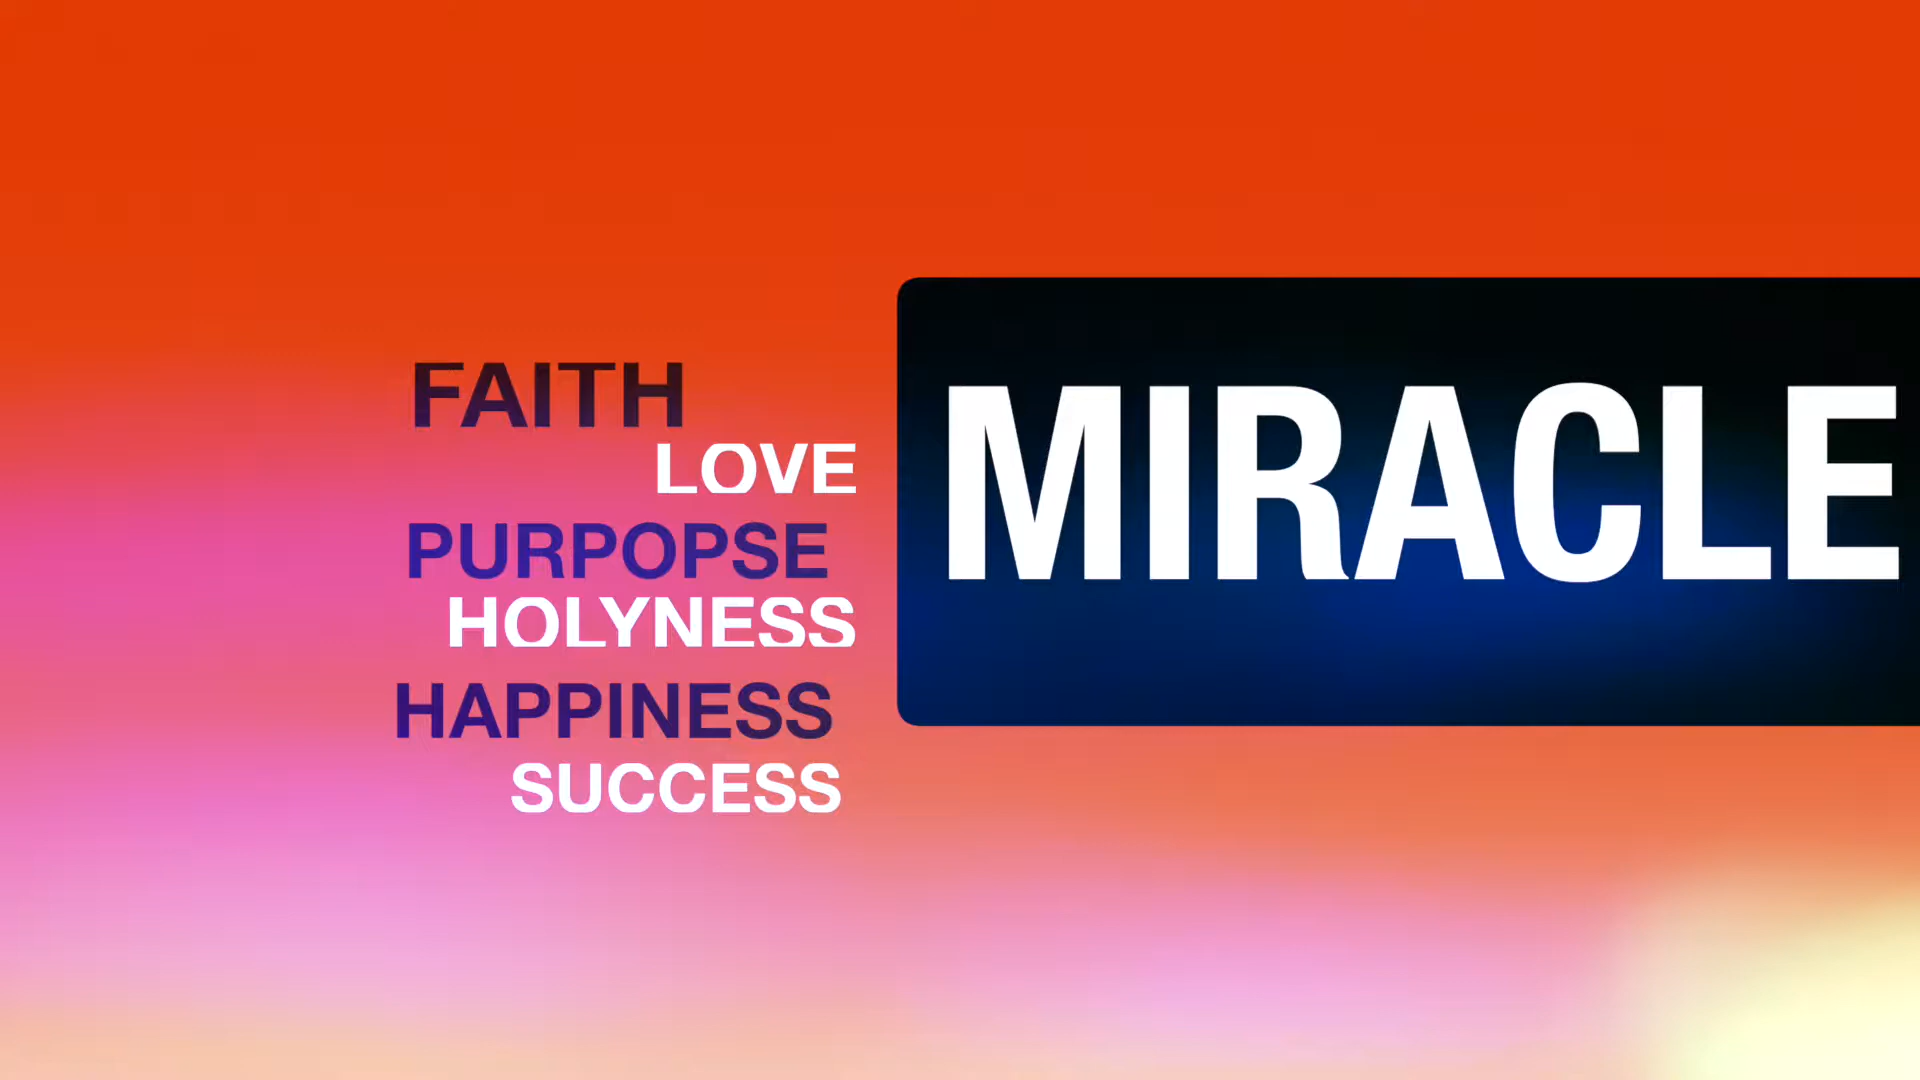 FAITH
LOVE
PURPOPSE
HOLYNESS
HAPPINESS
SUCCESS
MIRACLE